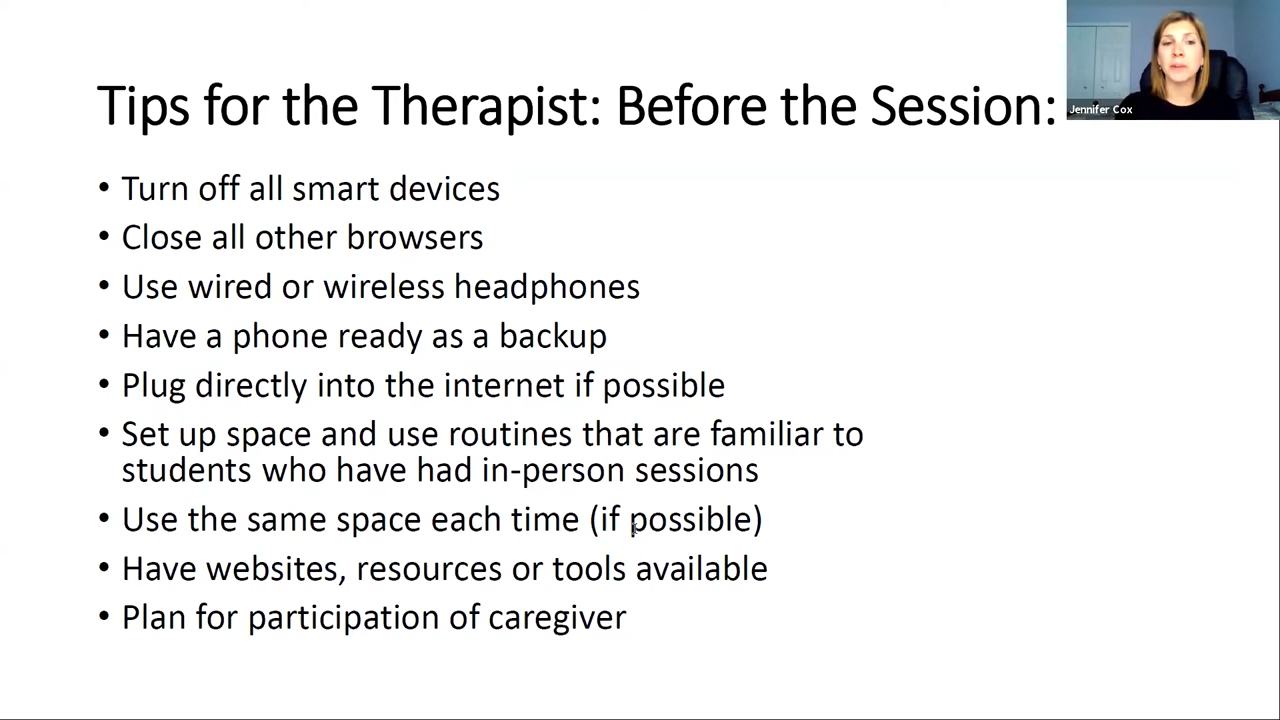 Tips for the Therapist: Before the Session:
Jennifer Cox
• Turn off all smart devices
• Close all other browsers
• Use wired or wireless headphones
• Have a phone ready as a backup
• Plug directly into the internet if possible
• Set up space and use routines that are familiar to
students who have had in-person sessions
• Use the same space each time (if possible)
• Have websites, resources or tools available
• Plan for participation of caregiver